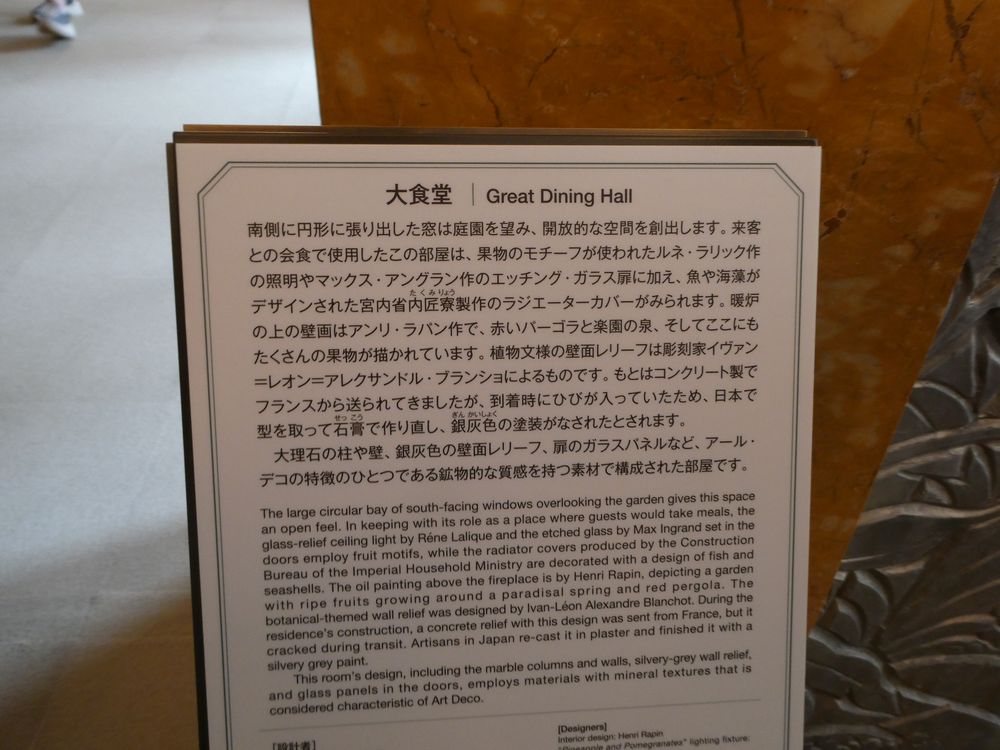 大食堂 | Great Dining Hall
南側に円形に張り出した窓は庭園を望み、開放的な空間を創出します。来客
との会食で使用したこの部屋は、果物のモチーフが使われたルネ・ラリック作
の照明やマックス・アングラン作のエッチング・ガラス扉に加え、魚や海藻が
たくみりょう
デザインされた宮内省内匠寮製作のラジエーターカバーがみられます。暖炉
の上の壁画はアンリ・ラパン作で、赤いパーゴラと楽園の泉、そしてここにも
たくさんの果物が描かれています。植物文様の壁面レリーフは彫刻家イヴァン
＝レオン＝アレクサンドル・ブランショによるものです。もとはコンクリート製で
フランスから送られてきましたが、到着時にひびが入っていたため、日本で
せっこう ぎんかいしょく
型を取って石膏で作り直し、銀灰色の塗装がなされたとされます。
大理石の柱や壁、銀灰色の壁面レリーフ、扉のガラスパネルなど、アール・
デコの特徴のひとつである鉱物的な質感を持つ素材で構成された部屋です。
The large circular bay of south-facing windows overlooking the garden gives this space
an open feel. In keeping with its role as a place where guests would take meals, the
glass-relief ceiling light by Réne Lalique and the etched glass by Max Ingrand set in the
doors employ fruit motifs, while the radiator covers produced by the Construction
Bureau of the Imperial Household Ministry are decorated with a design of fish and
seashells. The oil painting above the fireplace is by Henri Rapin, depicting a garden
with ripe fruits growing around a paradisal spring and red pergola. The
botanical-themed wall relief was designed by Ivan-Léon Alexandre Blanchot. During the
residence's construction, a concrete relief with this design was sent from France, but it
cracked during transit. Artisans in Japan re-cast it in plaster and finished it with a
silvery grey paint.
This room's design, including the marble columns and walls, silvery-grey wall relief,
and glass panels in the doors, employs materials with mineral textures that is
considered characteristic of Art Deco.
[設計者]
[Designers]
Interior design: Henri Rapin
"Pineapple and Pomegranates" lighting fixture: